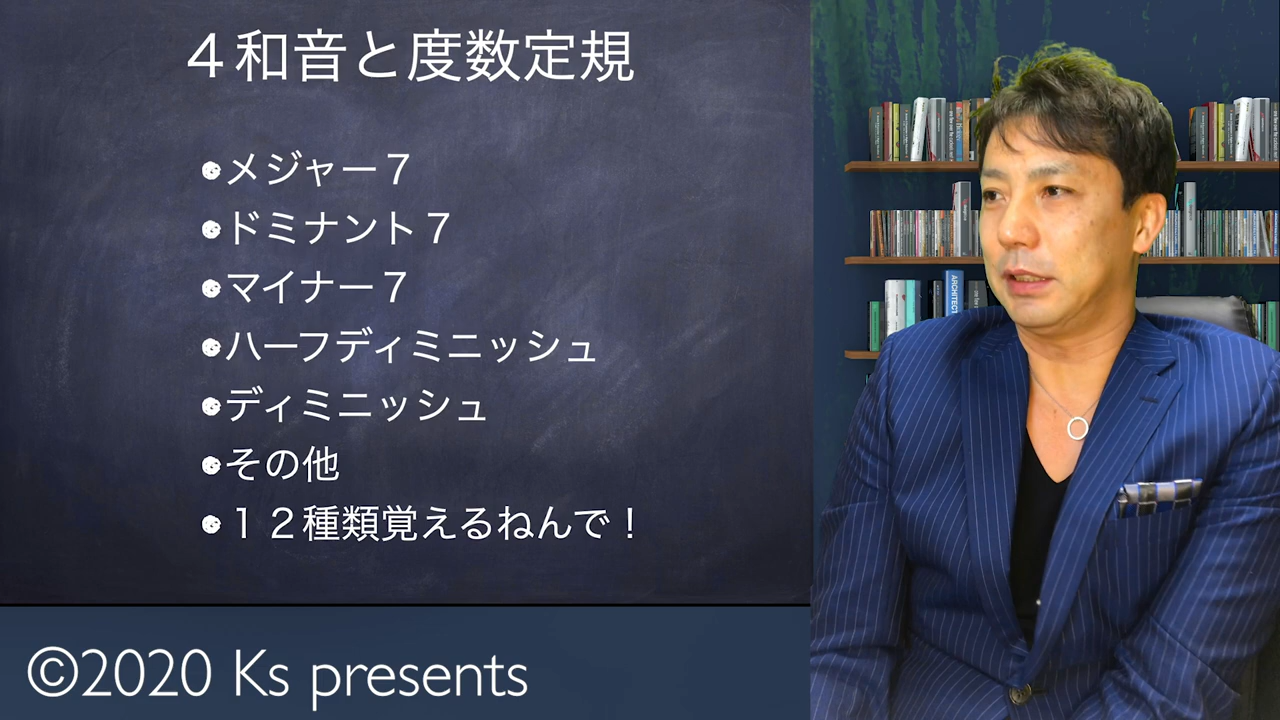 ４和音と度数定規
●メジャー７
●ドミナント７
●マイナー７
●ハーフディミニッシュ
●ディミニッシュ
●その他
●１２種類覚えるねんで！
©2020 Ks presents
ARCHITECT